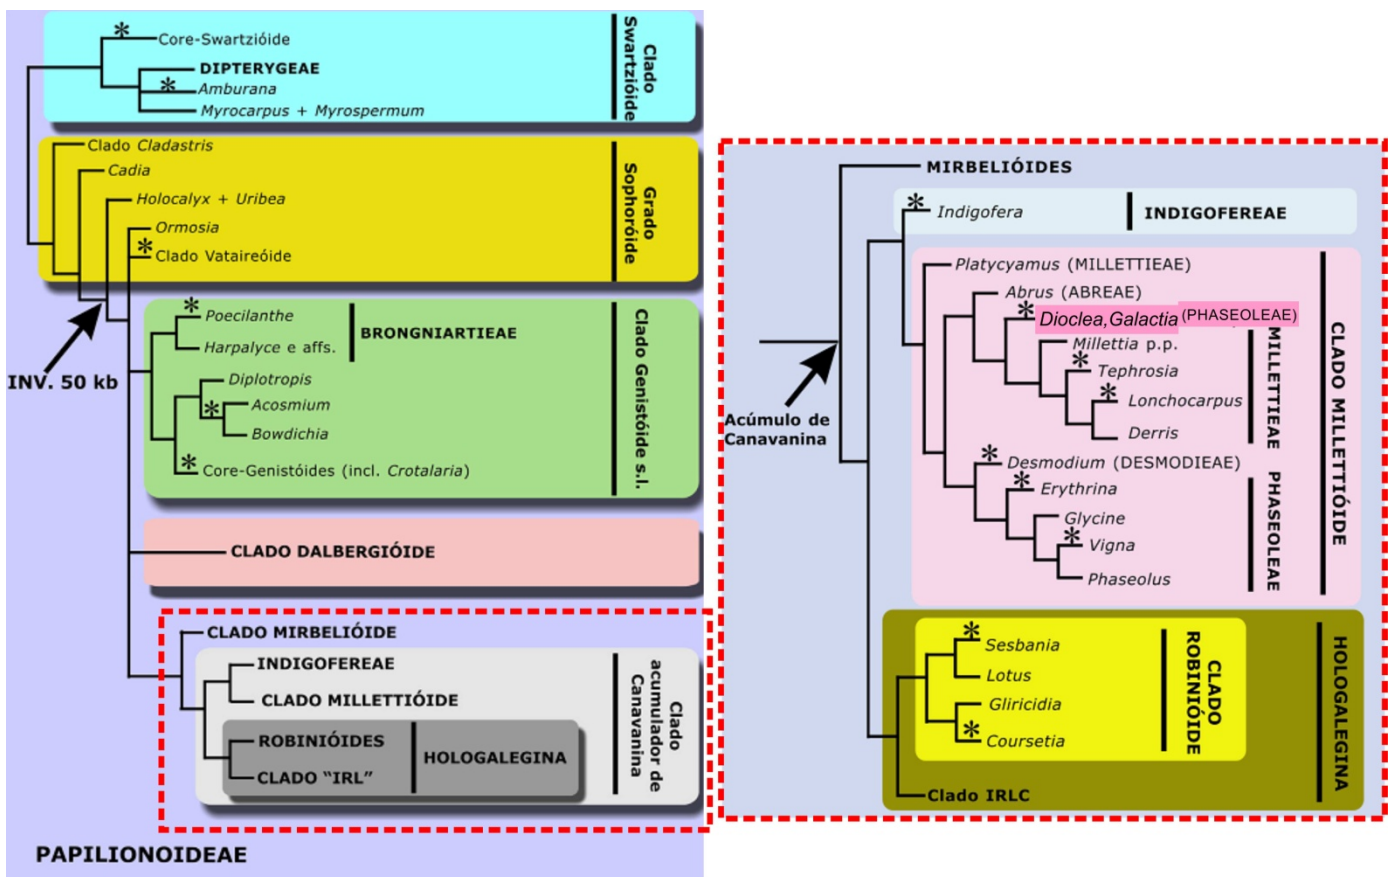 Core-Swartzióide
DIPTERYGEAE
Amburana
Myrocarpus + Myrospermum
Clado
Swartzióide
Clado Cladastris
Cadia
Holocalyx + Uribea
Ormosia
Clado Vataireóide
Grado
Sophoróide
INV. 50 kb
Poecilanthe
Harpalyce e affs.
BRONGNIARTIEAE
Diplotropis
Acosmium
Bowdichia
Core-Genistóides (incl. Crotalaria)
Clado Genistóide s.l.
CLADO DALBERGIÓIDE
CLADO MIRBELIÓIDE
INDIGOFEREAE
CLADO MILLETTIÓIDE
ROBINIÓIDES
CLADO “IRL”
HOLOGALEGINA
Clado
acumulador de
Canavanina
PAPILIONOIDEAE
MIRBELIÓIDES
Indigofera
INDIGOFEREAE
Acúmulo de
Canavanina
Platycyamus (MILLETTIEAE)
Abrus (ABREAE)
Dioclea,Galactia (PHASEOLEAE)
Millettia p.p.
Tephrosia
Lonchocarpus
Derris
MILLETTIEAE
Desmodium (DESMODIEAE)
Erythrina
Glycine
Vigna
Phaseolus
PHASEOLEAE
CLADO MILLETTIÓIDE
Sesbania
Lotus
Gliricidia
Coursetia
CLADO
ROBINIÓIDE
Clado IRLC
HOLOGALEGINA